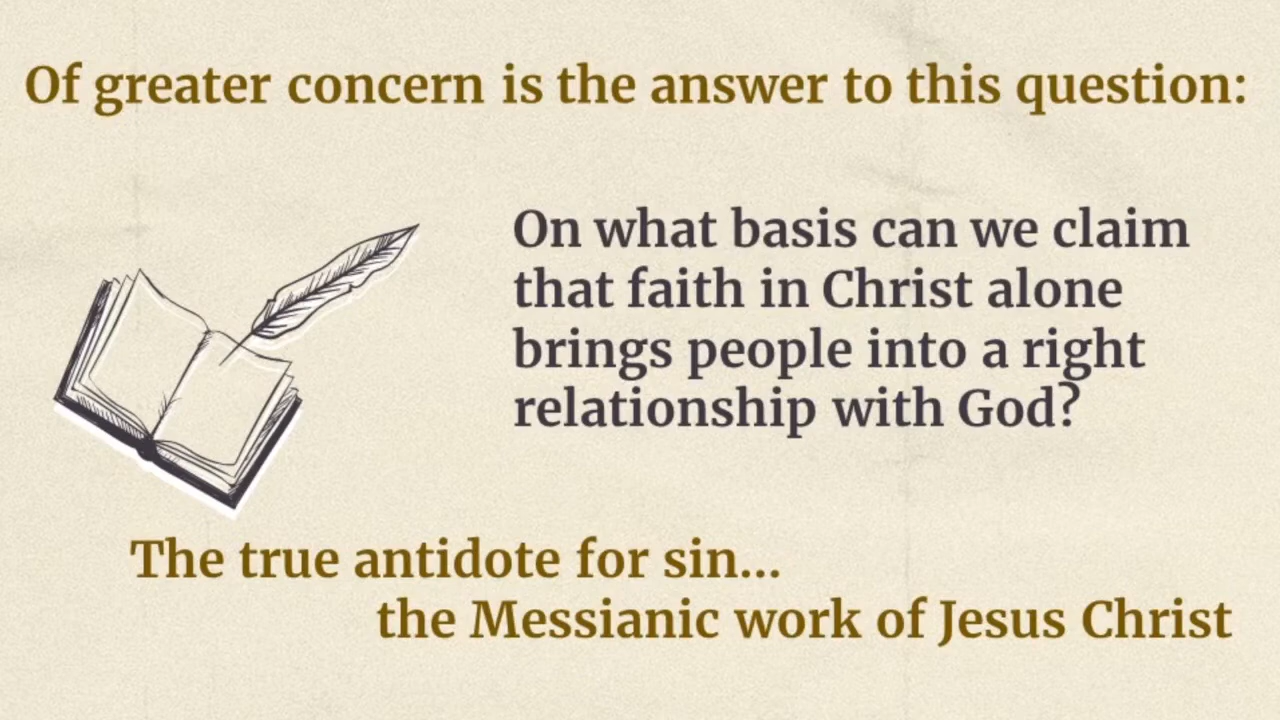 Of greater concern is the answer to this question:
On what basis can we claim
that faith in Christ alone
brings people into a right
relationship with God?
The true antidote for sin...
the Messianic work of Jesus Christ